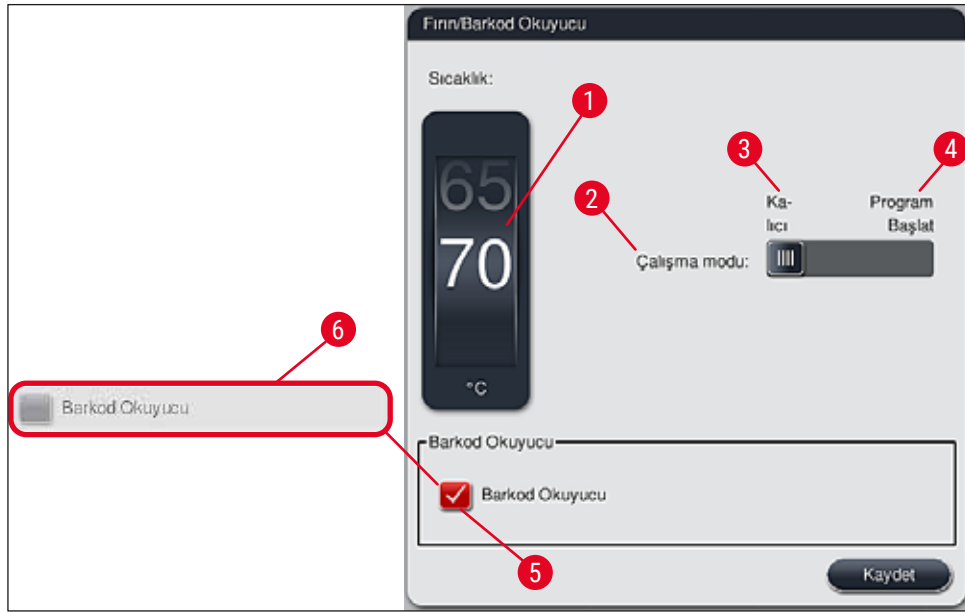 Fırın/Barkod Okuyucu
Sıcaklık:
1
3
4
65
2
Ka-
lıcı
Program
Başlat
70
Çalışma modu:
6
°C
Barkod Okuyucu
Barkod Okuyucu
Barkod Okuyucu
5
Kaydet